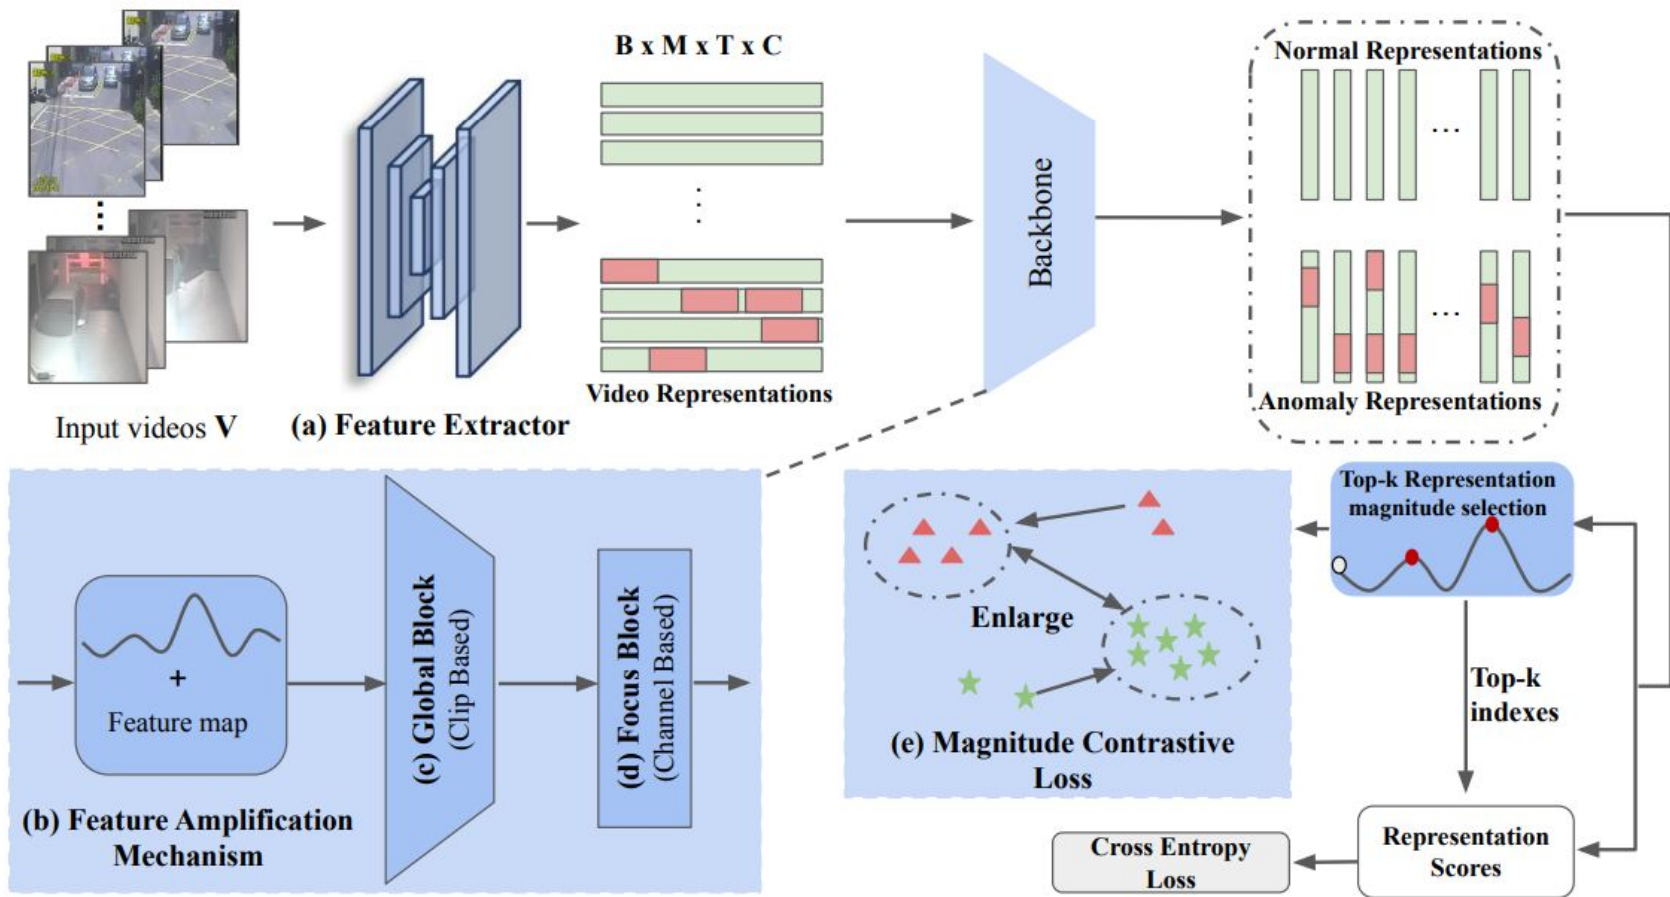 B x M x T x C
Normal Representations
...
Backbone
...
Anomaly Representations
Video Representations
Input videos V
(a) Feature Extractor
Top-k Representation
magnitude selection
Enlarge
(e) Magnitude Contrastive
Loss
Top-k
indexes
+
Feature map
(b) Feature Amplification
Mechanism
(c) Global Block
(Clip Based)
(d) Focus Block
(Channel Based)
Representation
Scores
Cross Entropy
Loss